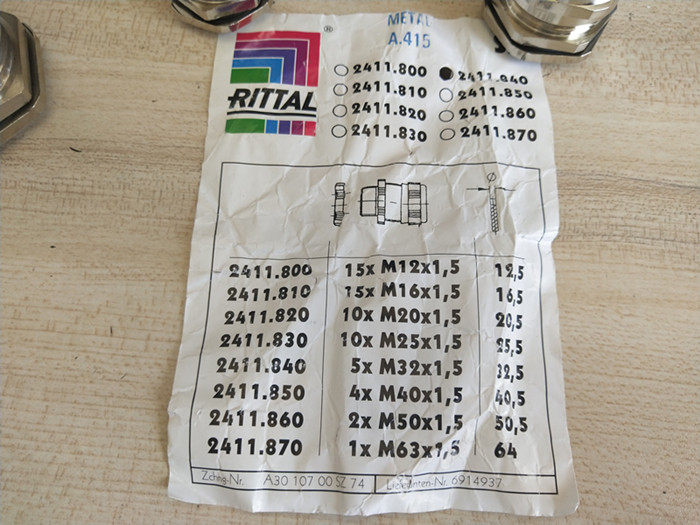 METAL
A.415
®
RITTAL
2411.800
2411.810
2411.820
2411.830
2411.840
2411.850
2411.860
2411.870
2411.800 15x M12x1,5 12,5
2411.810 15x M16x1,5 16,5
2411.820 10x M20x1,5 20,5
2411.830 10x M25x1,5 25,5
2411.840 5x M32x1,5 32,5
2411.850 4x M40x1,5 40,5
2411.860 2x M50x1,5 50,5
2411.870 1x M63x1,5 64
Zchng-Nr. A30 107 00 SZ 74 Lieferanten-Nr. 6914937